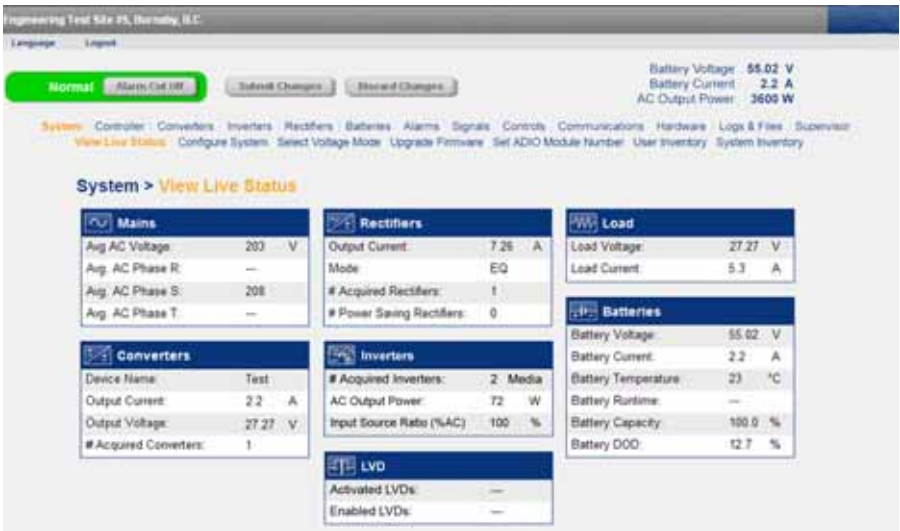 Engineering Test Site #5, Burnaby, B.C.
Language Logout
Normal Alarm Cut Off Submit Changes Discard Changes
Battery Voltage 55.02 V
Battery Current 2.2 A
AC Output Power 3600 W
System Controller Converters Inverters Rectifiers Batteries Alarms Signals Controls Communications Hardware Logs & Files Supervisor
View Live Status Configure System Select Voltage Mode Upgrade Firmware Set ADIO Module Number User Inventory System Inventory
System > View Live Status
Mains
Avg AC Voltage: 203 V
Avg. AC Phase R: ---
Avg. AC Phase S: 208
Avg. AC Phase T: ---
Rectifiers
Output Current: 7.26 A
Mode: EQ
# Acquired Rectifiers: 1
# Power Saving Rectifiers: 0
Load
Load Voltage: 27.27 V
Load Current: 5.3 A
Converters
Device Name: Test
Output Current: 2.2 A
Output Voltage: 27.27 V
# Acquired Converters: 1
Inverters
# Acquired Inverters: 2 Media
AC Output Power: 72 W
Input Source Ratio (%AC) 100 %
Batteries
Battery Voltage: 55.02 V
Battery Current: 2.2 A
Battery Temperature: 23 °C
Battery Runtime: ---
Battery Capacity: 100.0 %
Battery DOD: 12.7 %
LVD
Activated LVDs: ---
Enabled LVDs: ---